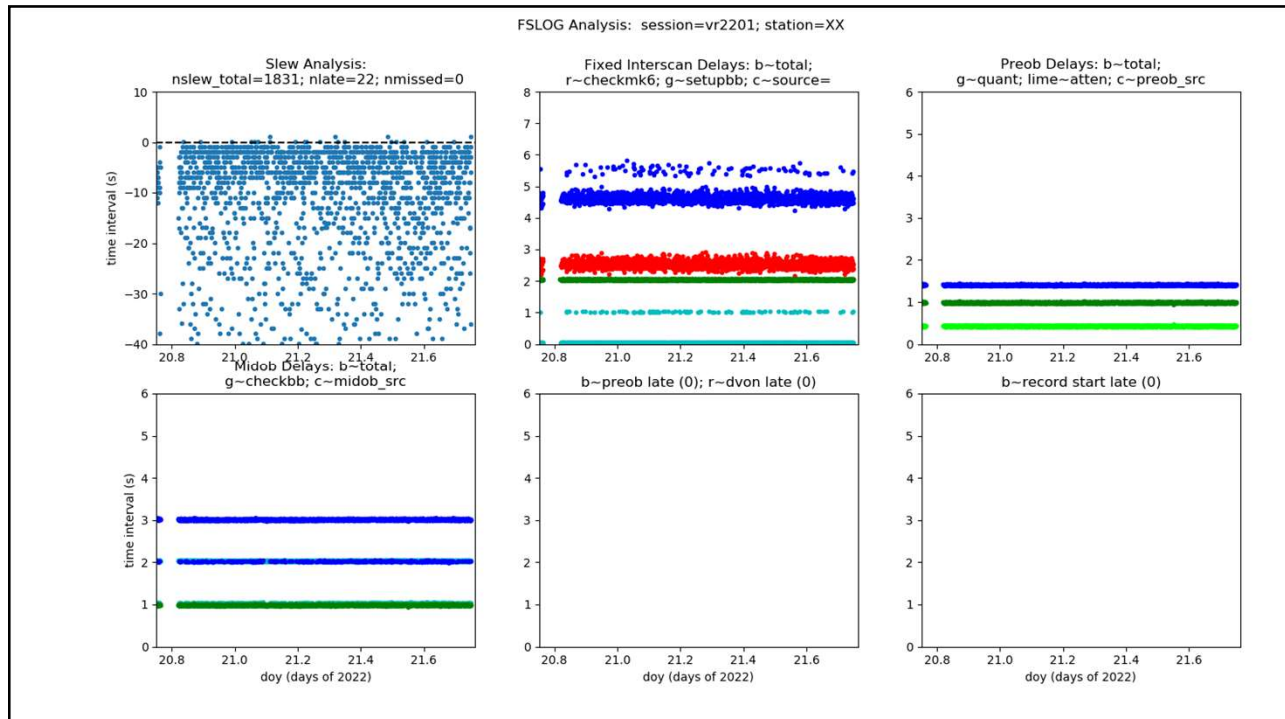 FSLOG Analysis:  session=vr2201; station=XX
Slew Analysis:
nslew_total=1831; nlate=22; nmissed=0
10
0
−10
−20
−30
−40
time interval (s)
20.8 21.0 21.2 21.4 21.6
Fixed Interscan Delays: b~total;
r~checkmk6; g~setupbb; c~source=
8
7
6
5
4
3
2
1
0
20.8 21.0 21.2 21.4 21.6
Preob Delays: b~total;
g~quant; lime~atten; c~preob_src
6
5
4
3
2
1
0
20.8 21.0 21.2 21.4 21.6
Midob Delays: b~total;
g~checkbb; c~midob_src
6
5
4
3
2
1
0
time interval (s)
20.8 21.0 21.2 21.4 21.6
doy (days of 2022)
b~preob late (0); r~dvon late (0)
6
5
4
3
2
1
0
20.8 21.0 21.2 21.4 21.6
doy (days of 2022)
b~record start late (0)
6
5
4
3
2
1
0
20.8 21.0 21.2 21.4 21.6
doy (days of 2022)